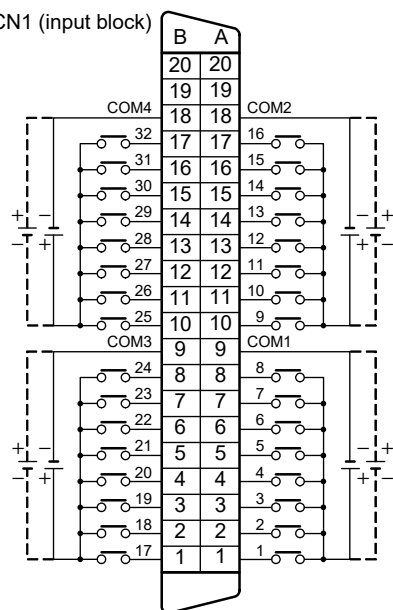 CN1 (input block) B A
20 20
19 19
COM4 18 18 COM2
32 17 17 16
31 16 16 15
30 15 15 14
+ − 29 14 14 13 − +
− + 28 13 13 12 + −
27 12 12 11
26 11 11 10
25 10 10 9
COM3 9 9 COM1
24 8 8 8
23 7 7 7
22 6 6 6
+ − 21 5 5 5 − +
− + 20 4 4 4 + −
19 3 3 3
18 2 2 2
17 1 1 1